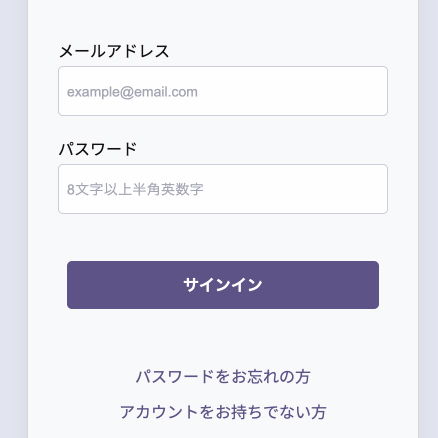 メールアドレス
example@email.com
パスワード
8文字以上半角英数字
サインイン
パスワードをお忘れの方
アカウントをお持ちでない方